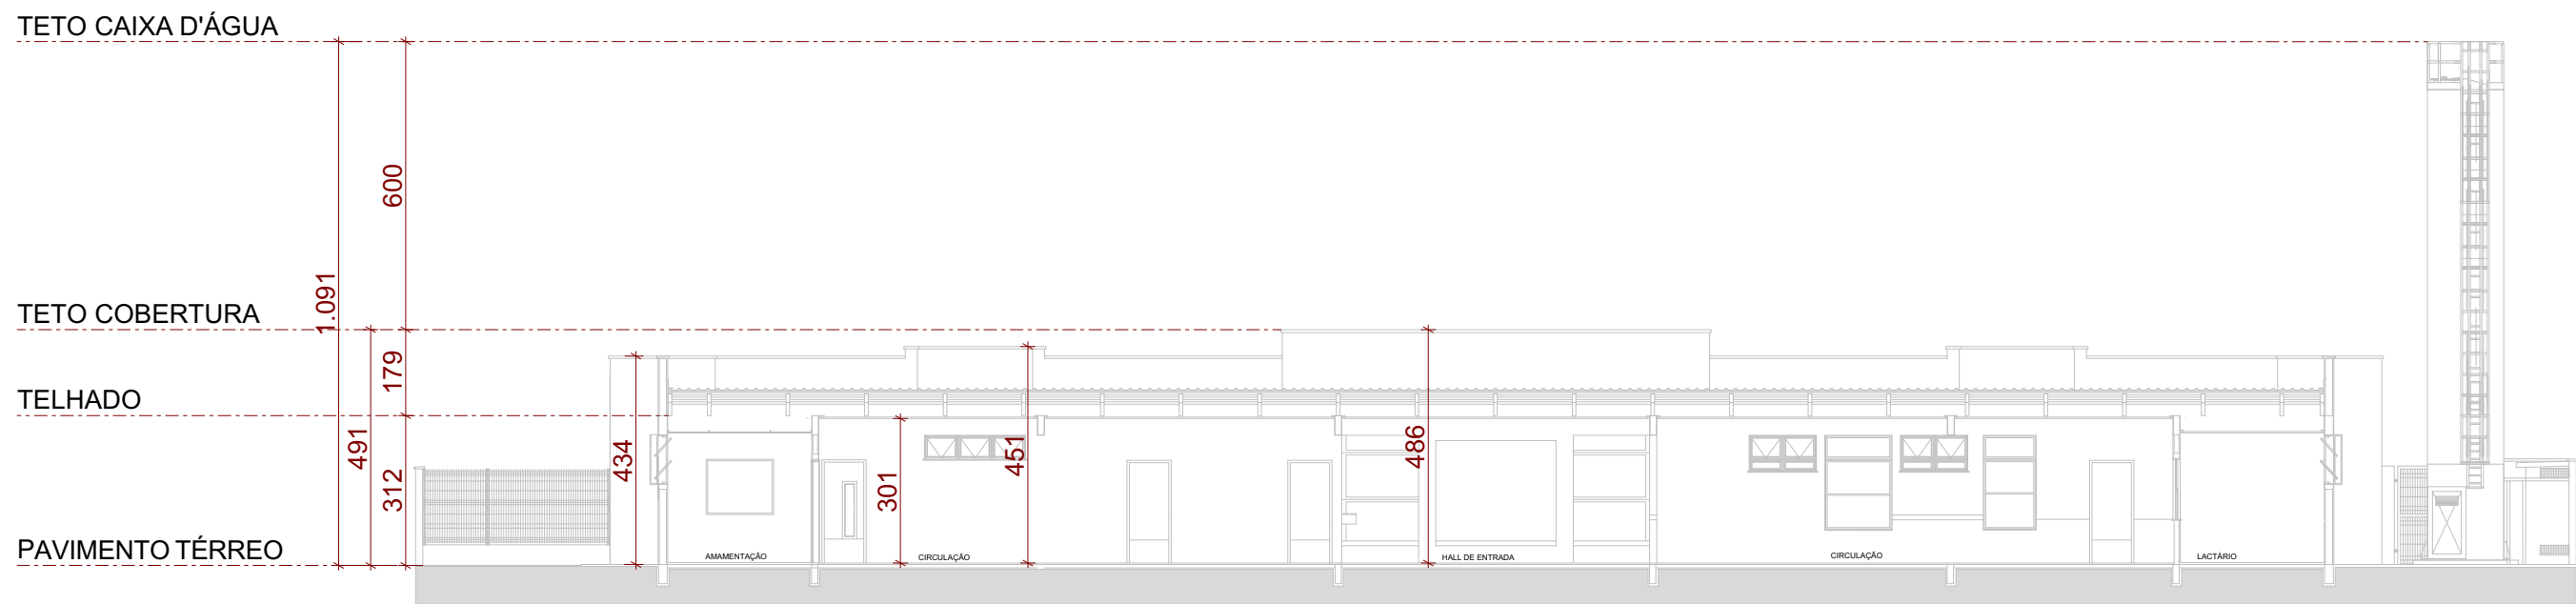 TETO CAIXA D'ÁGUA
600
1.091
TETO COBERTURA
179
TELHADO
491
312
434
301
451
486
PAVIMENTO TÉRREO
AMAMENTAÇÃO
CIRCULAÇÃO
HALL DE ENTRADA
CIRCULAÇÃO
LACTÁRIO